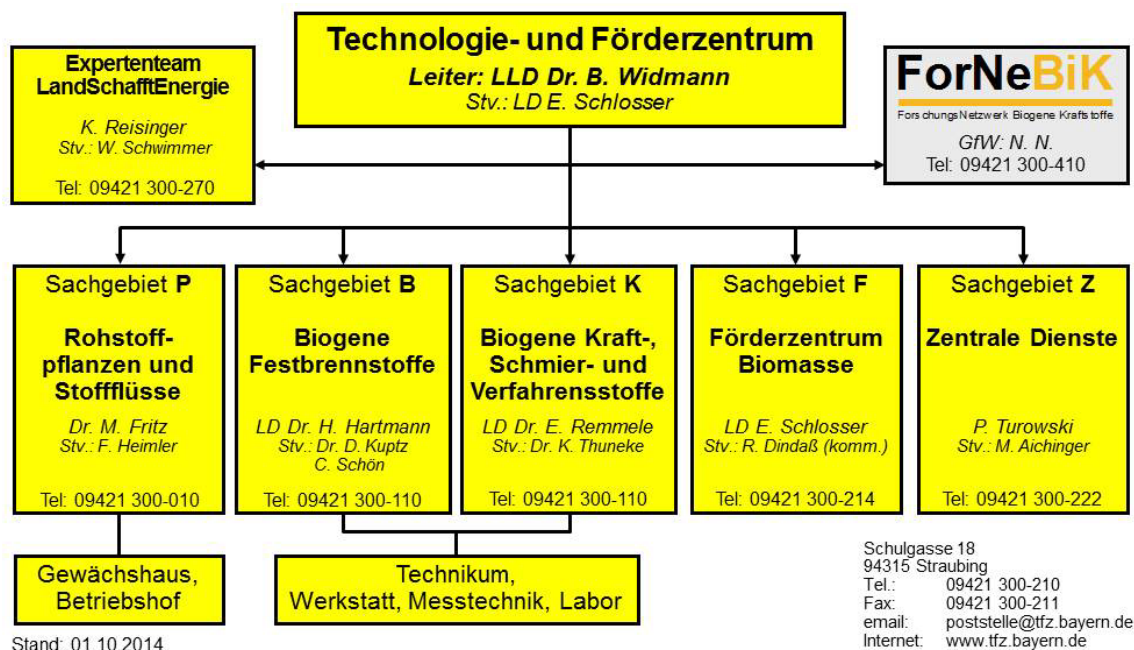 Technologie- und Förderzentrum
Leiter: LLD Dr. B. Widmann
Stv.: LD E. Schlosser
Expertenteam
LandSchafftEnergie
K. Reisinger
Stv.: W. Schwimmer
Tel: 09421 300-270
ForNeBiK
ForschungsNetzwerk Biogene Kraftstoffe
GfW: N. N.
Tel: 09421 300-410
Sachgebiet P
Rohstoff-
pflanzen und
Stoffflüsse
Dr. M. Fritz
Stv.: F. Heimler
Tel: 09421 300-010
Sachgebiet B
Biogene
Festbrennstoffe
LD Dr. H. Hartmann
Stv.: Dr. D. Kuptz
C. Schön
Tel: 09421 300-110
Sachgebiet K
Biogene Kraft-,
Schmier- und
Verfahrensstoffe
LD Dr. E. Remmele
Stv.: Dr. K. Thuneke
Tel: 09421 300-110
Sachgebiet F
Förderzentrum
Biomasse
LD E. Schlosser
Stv.: R. Dindaß (komm.)
Tel: 09421 300-214
Sachgebiet Z
Zentrale Dienste
P. Turowski
Stv.: M. Aichinger
Tel: 09421 300-222
Gewächshaus,
Betriebshof
Technikum,
Werkstatt, Messtechnik, Labor
Schulgasse 18
94315 Straubing
Tel.: 09421 300-210
Fax: 09421 300-211
email: poststelle@tfz.bayern.de
Internet: www.tfz.bayern.de
Stand: 01.10.2014